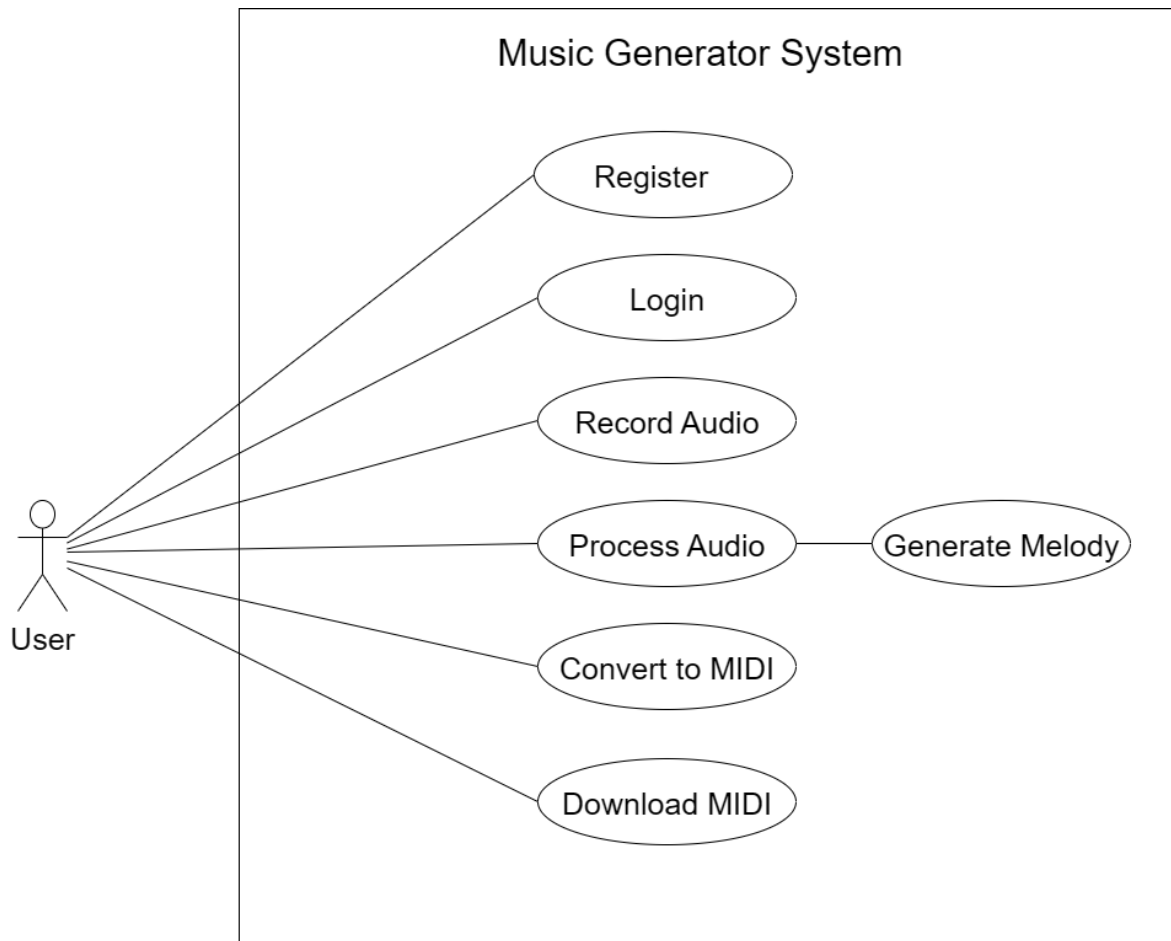 Music Generator System
Register
Login
Record Audio
Process Audio
Generate Melody
User
Convert to MIDI
Download MIDI